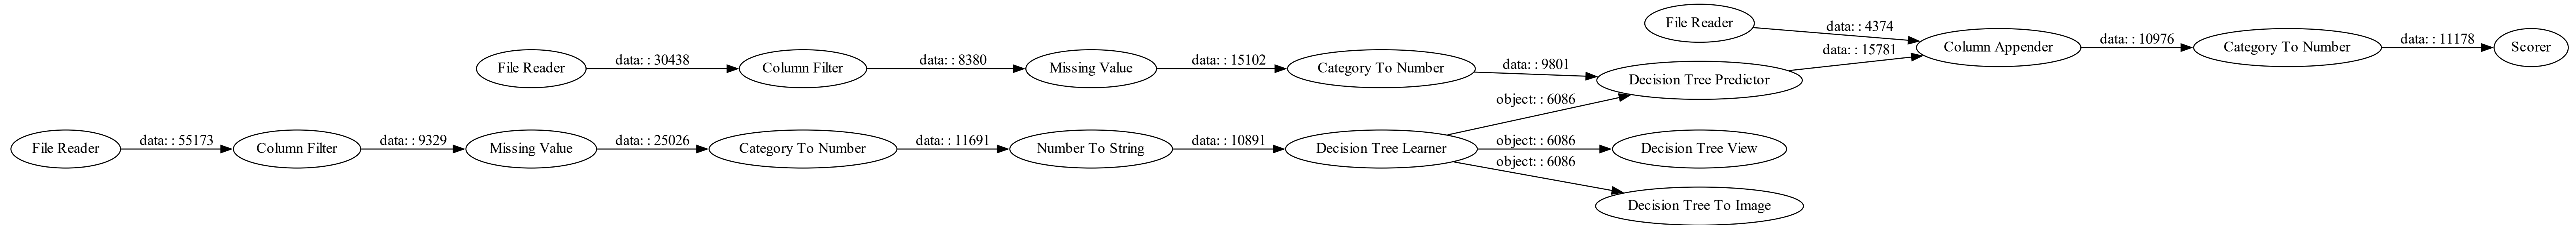 File Reader
data: : 4374
File Reader
data: : 30438
Column Filter
data: : 8380
Missing Value
data: : 15102
Category To Number
data: : 9801
Decision Tree Predictor
data: : 15781
Column Appender
data: : 10976
Category To Number
data: : 11178
Scorer
File Reader
data: : 55173
Column Filter
data: : 9329
Missing Value
data: : 25026
Category To Number
data: : 11691
Number To String
data: : 10891
Decision Tree Learner
object: : 6086
object: : 6086
Decision Tree View
object: : 6086
Decision Tree To Image